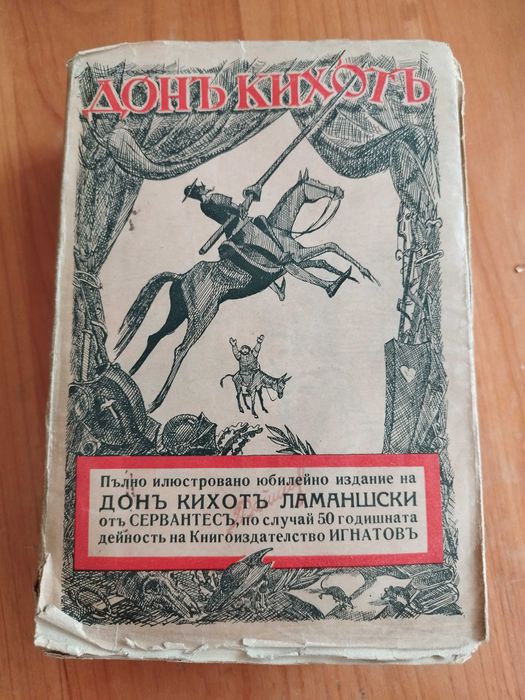 ДОНЪ КИХОТЪ
Пълно илюстровано юбилейно издание на
ДОНЪ КИХОТЪ ЛАМАНШСКИ
отъ СЕРВАНТЕСЪ, по случай 50 годишната
дейность на Книгоиздателство ИГНАТОВЪ